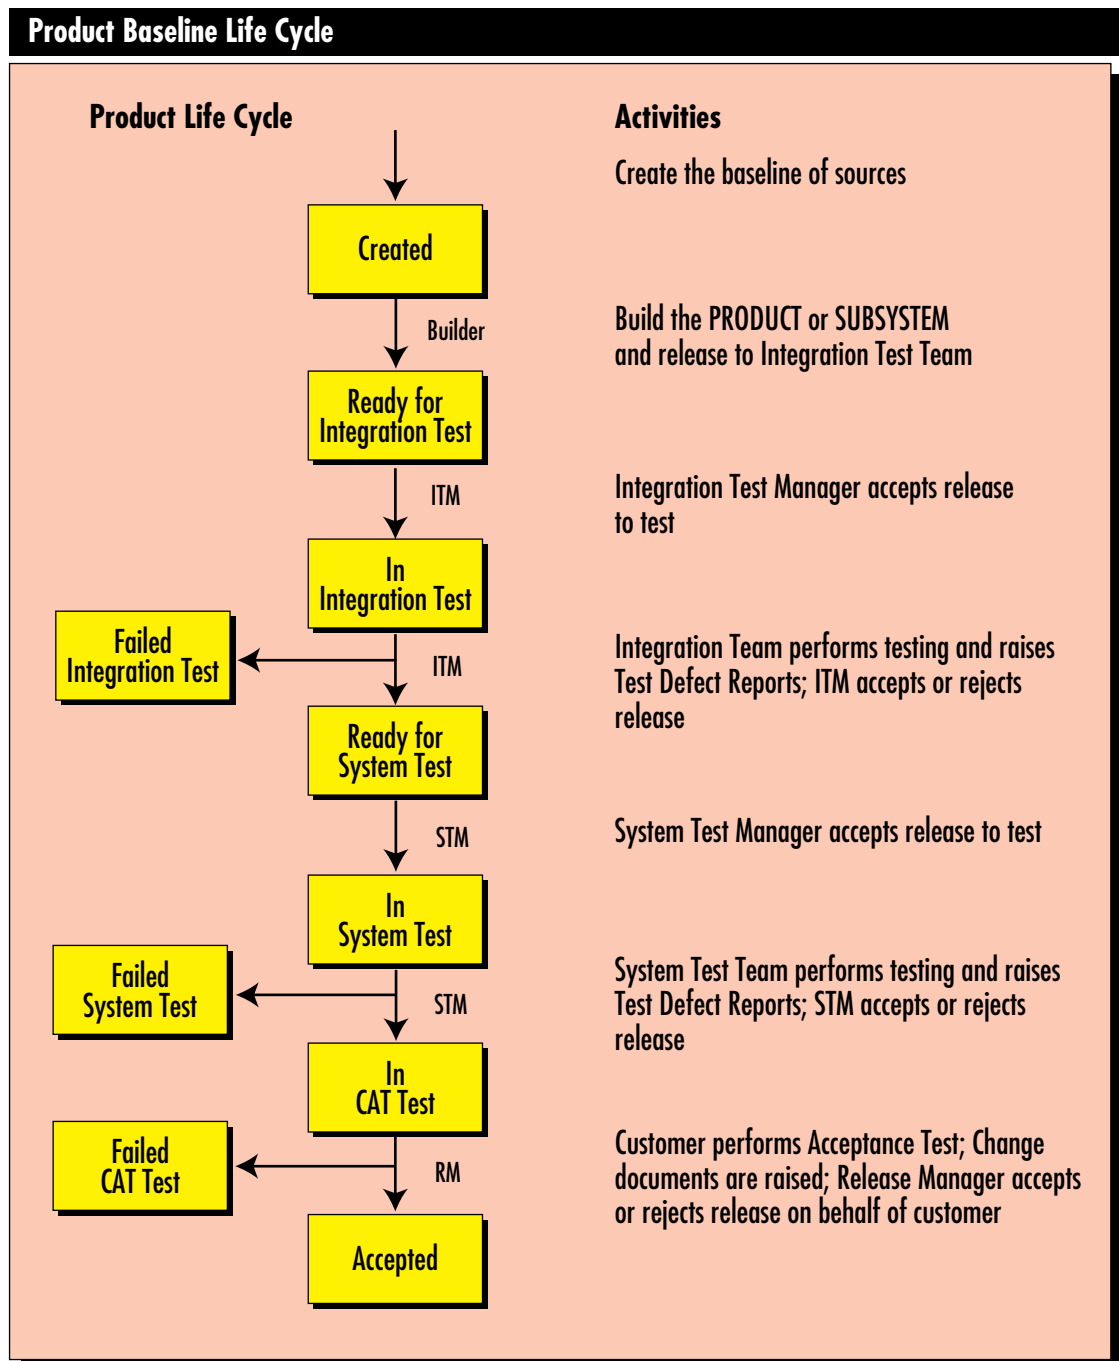 Product Baseline Life Cycle
Product Life Cycle
Activities
Create the baseline of sources
Created
Builder
Build the PRODUCT or SUBSYSTEM
and release to Integration Test Team
Ready for
Integration Test
ITM
Integration Test Manager accepts release
to test
In
Integration Test
Failed
Integration Test
ITM
Integration Team performs testing and raises
Test Defect Reports; ITM accepts or rejects
release
Ready for
System Test
STM
System Test Manager accepts release to test
In
System Test
Failed
System Test
STM
System Test Team performs testing and raises
Test Defect Reports; STM accepts or rejects
release
In
CAT Test
Failed
CAT Test
RM
Customer performs Acceptance Test; Change
documents are raised; Release Manager accepts
or rejects release on behalf of customer
Accepted